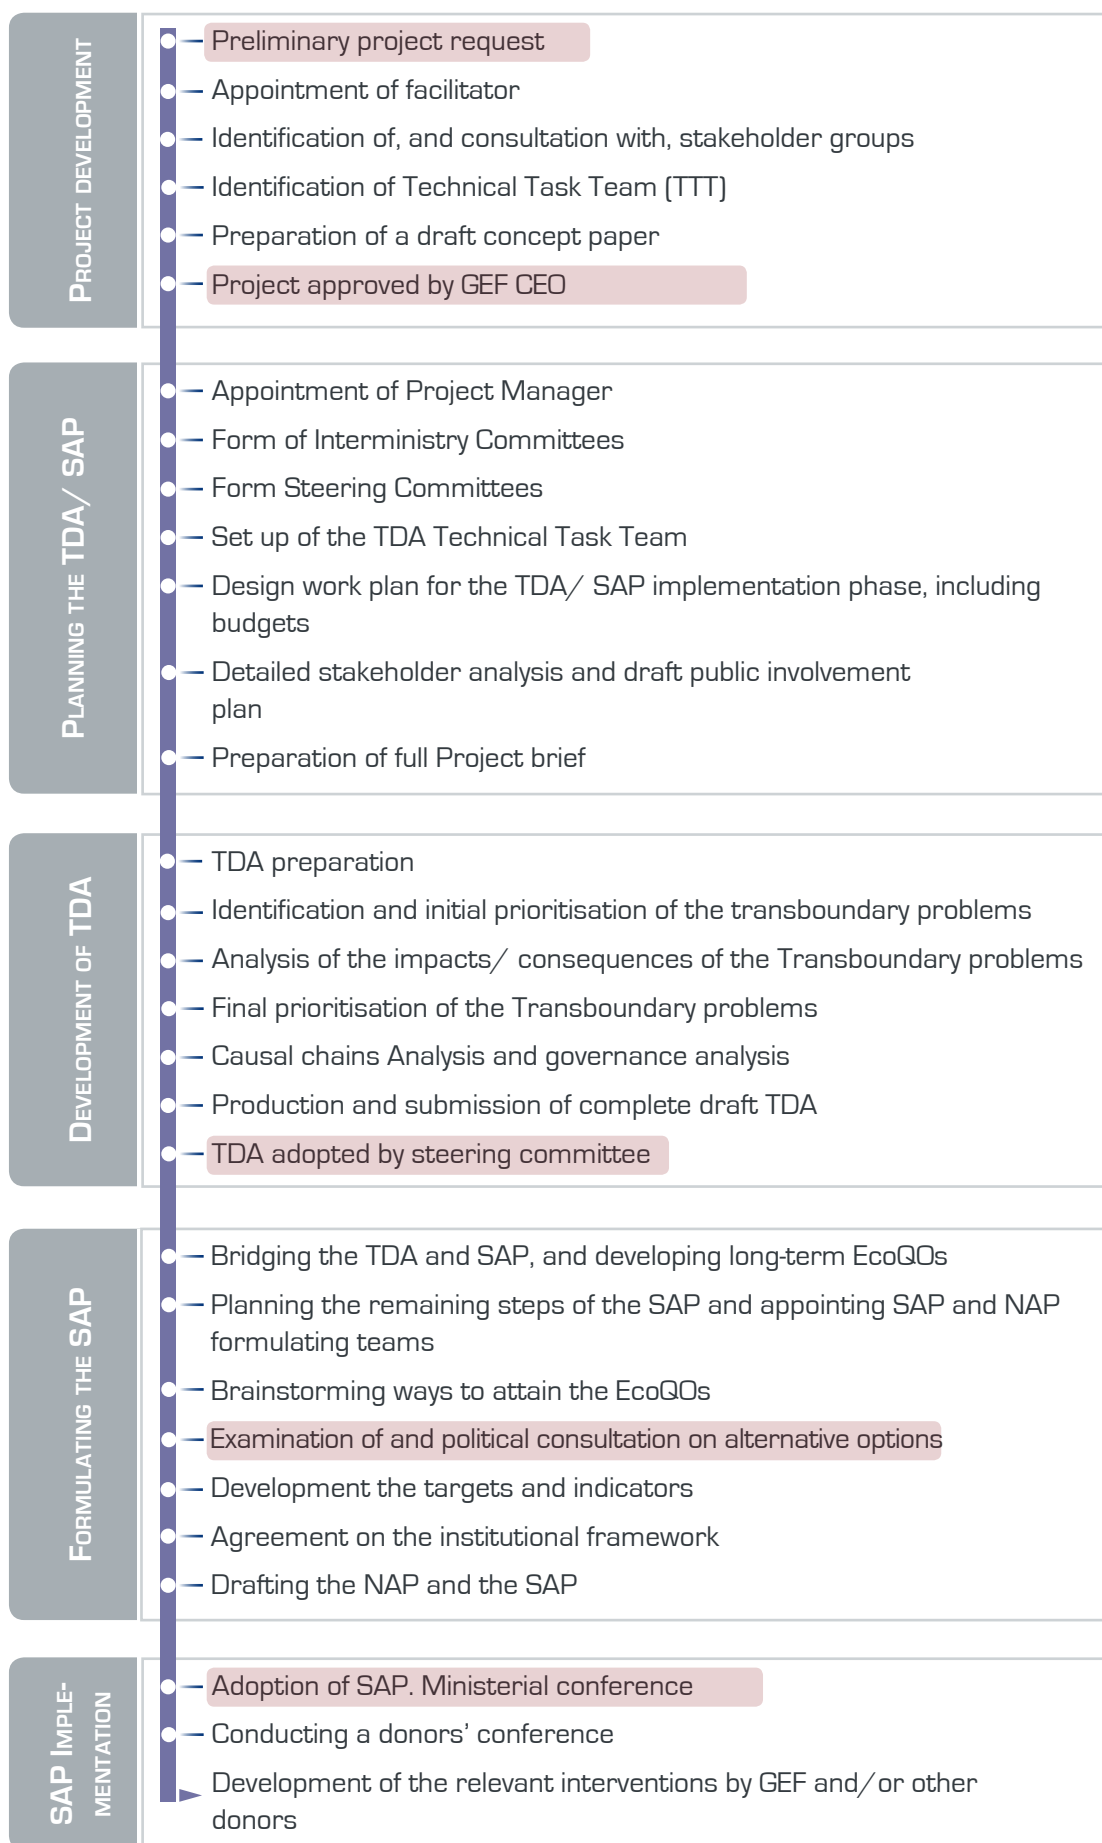 PROJECT DEVELOPMENT
Preliminary project request
Appointment of facilitator
Identification of, and consultation with, stakeholder groups
Identification of Technical Task Team (TTT)
Preparation of a draft concept paper
Project approved by GEF CEO
PLANNING THE TDA/ SAP
Appointment of Project Manager
Form of Interministry Committees
Form Steering Committees
Set up of the TDA Technical Task Team
Design work plan for the TDA/ SAP implementation phase, including
budgets
Detailed stakeholder analysis and draft public involvement
plan
Preparation of full Project brief
DEVELOPMENT OF TDA
TDA preparation
Identification and initial prioritisation of the transboundary problems
Analysis of the impacts/ consequences of the Transboundary problems
Final prioritisation of the Transboundary problems
Causal chains Analysis and governance analysis
Production and submission of complete draft TDA
TDA adopted by steering committee
FORMULATING THE SAP
Bridging the TDA and SAP, and developing long-term EcoQOs
Planning the remaining steps of the SAP and appointing SAP and NAP
formulating teams
Brainstorming ways to attain the EcoQOs
Examination of and political consultation on alternative options
Development the targets and indicators
Agreement on the institutional framework
Drafting the NAP and the SAP
SAP IMPLE-
MENTATION
Adoption of SAP. Ministerial conference
Conducting a donors’ conference
Development of the relevant interventions by GEF and/or other
donors